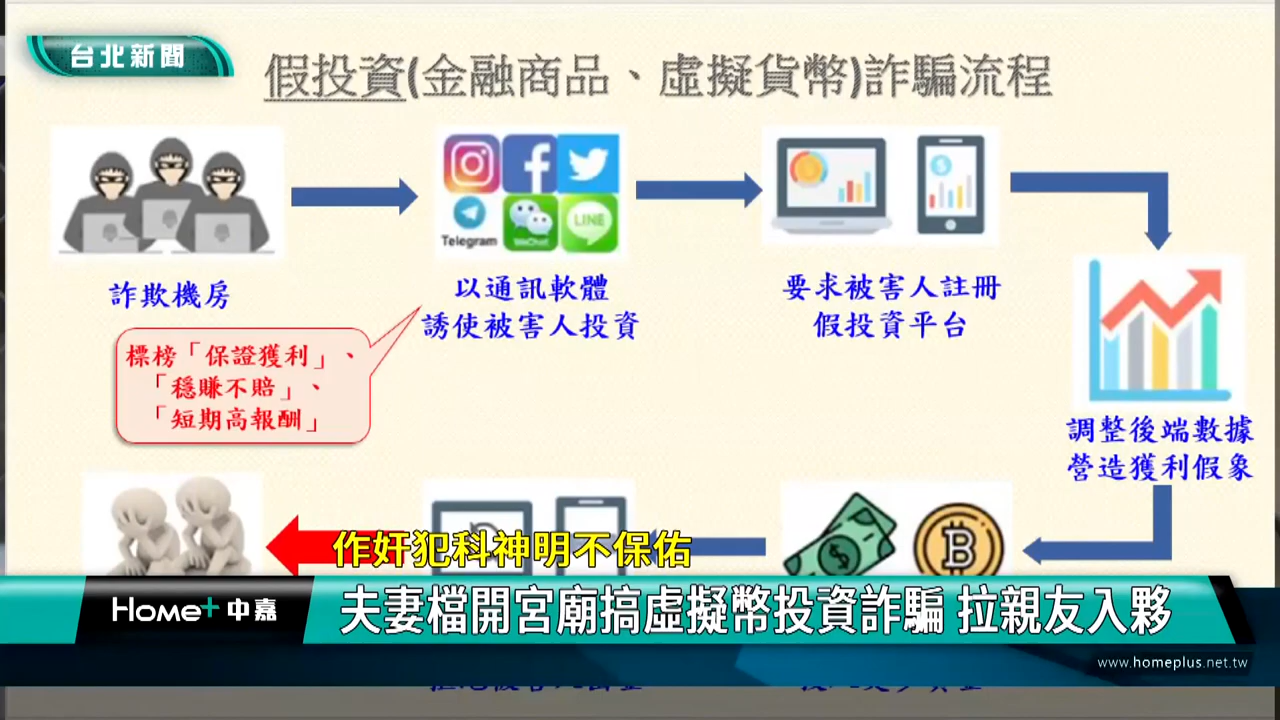 台北新聞
假投資(金融商品、虛擬貨幣)詐騙流程
Telegram
WeChat
LINE
詐欺機房
以通訊軟體
誘使被害人投資
要求被害人註冊
假投資平台
標榜「保證獲利」、
「穩賺不賠」、
「短期高報酬」
調整後端數據
營造獲利假象
作奸犯科神明不保佑
Home+中嘉
夫妻檔開宮廟搞虛擬幣投資詐騙 拉親友入夥
www.homeplus.net.tw